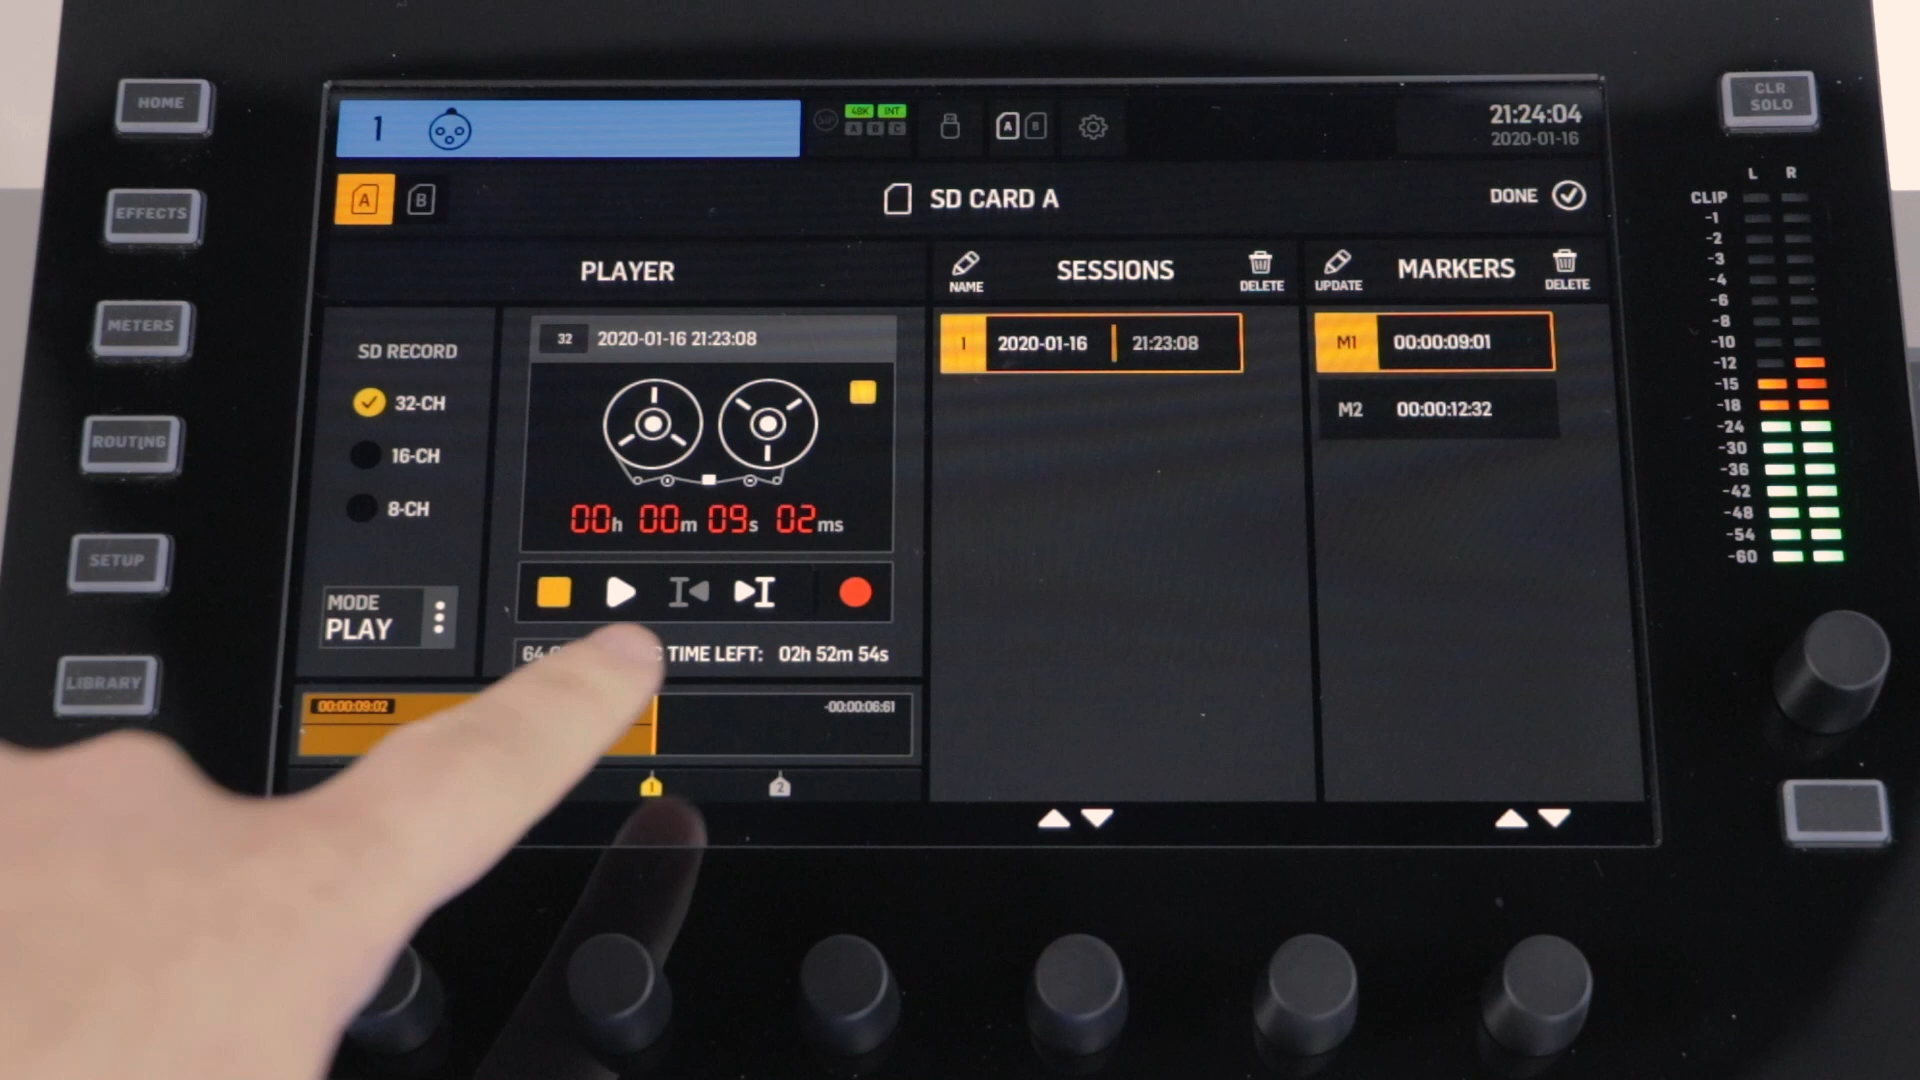 HOME
EFFECTS
METERS
ROUTING
SETUP
LIBRARY
1
48K INT
A B C
A B
21:24:04
2020-01-16
A B
SD CARD A
DONE
PLAYER
SD RECORD
32-CH
16-CH
8-CH
MODE
PLAY
32 2020-01-16 21:23:08
00h 00m 09s 02ms
64 TIME LEFT: 02h 52m 54s
00:00:09:02
-00:00:06:61
1 2
NAME
SESSIONS
DELETE
1 2020-01-16 21:23:08
UPDATE
MARKERS
DELETE
M1 00:00:09:01
M2 00:00:12:32
CLR
SOLO
L R
CLIP
-1
-2
-3
-4
-6
-8
-10
-12
-15
-18
-24
-30
-36
-42
-48
-54
-60